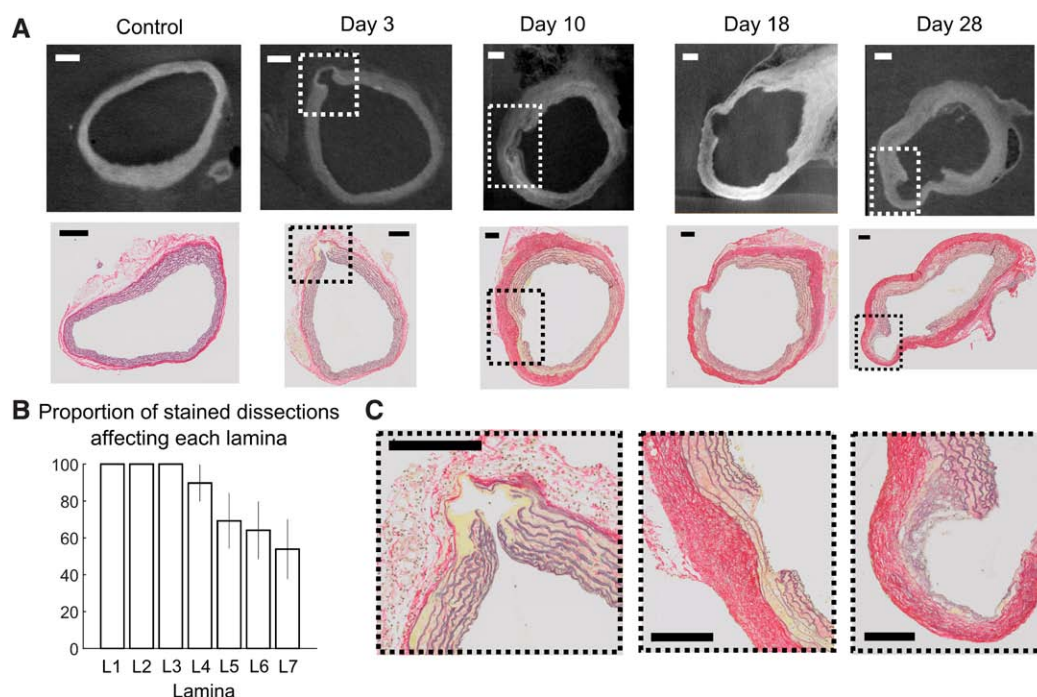 A
Control
Day 3
Day 10
Day 18
Day 28
B
Proportion of stained dissections
affecting each lamina
100
80
60
40
20
0
L1 L2 L3 L4 L5 L6 L7
Lamina
C